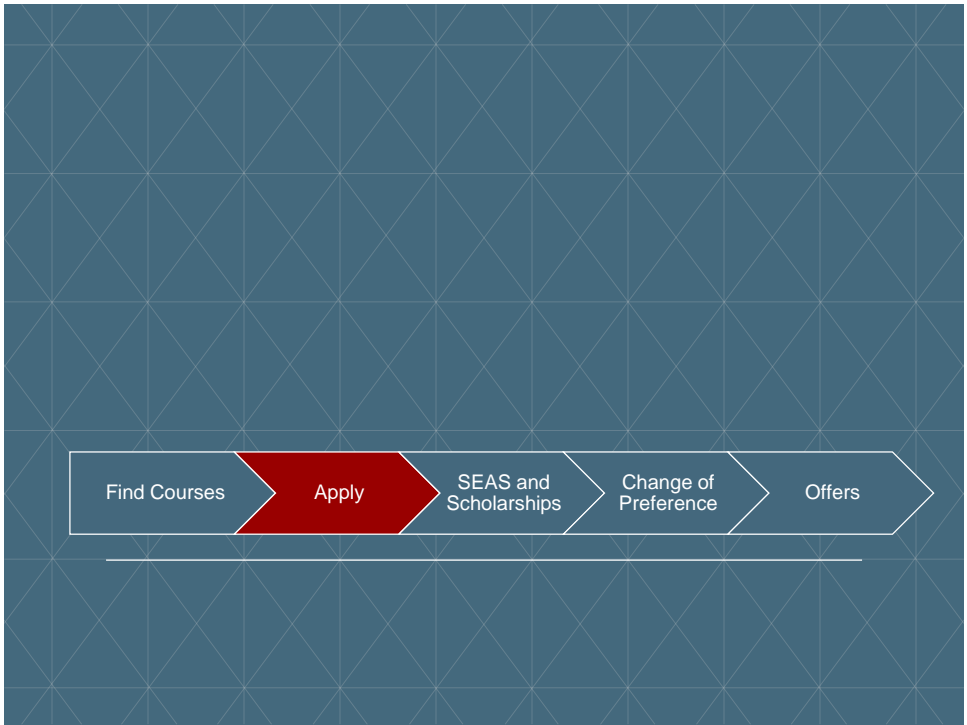 Find Courses
Apply
SEAS and
Scholarships
Change of
Preference
Offers